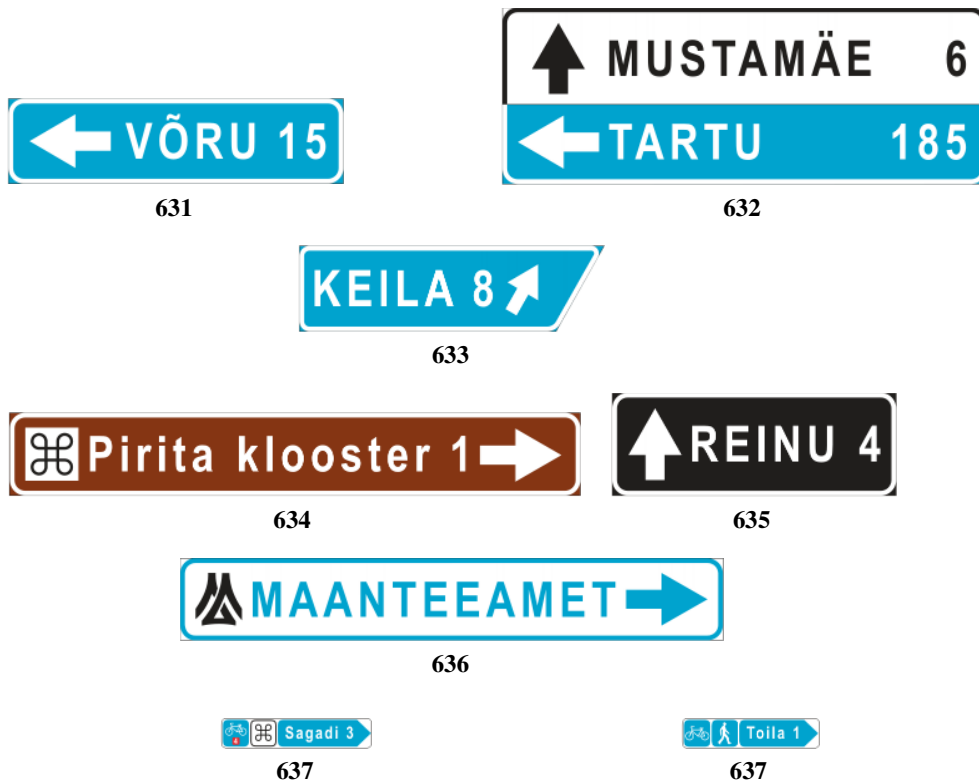 MUSTAMÄE 6
VÕRU 15
TARTU 185
631
632
KEILA 8
633
Pirita klooster 1
REINU 4
634
635
MAANTEEAMET
636
4 Sagadi 3
Toila 1
637
637